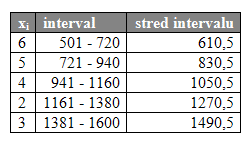 xi interval stred intervalu
6 501 - 720 610,5
5 721 - 940 830,5
4 941 - 1160 1050,5
2 1161 - 1380 1270,5
3 1381 - 1600 1490,5